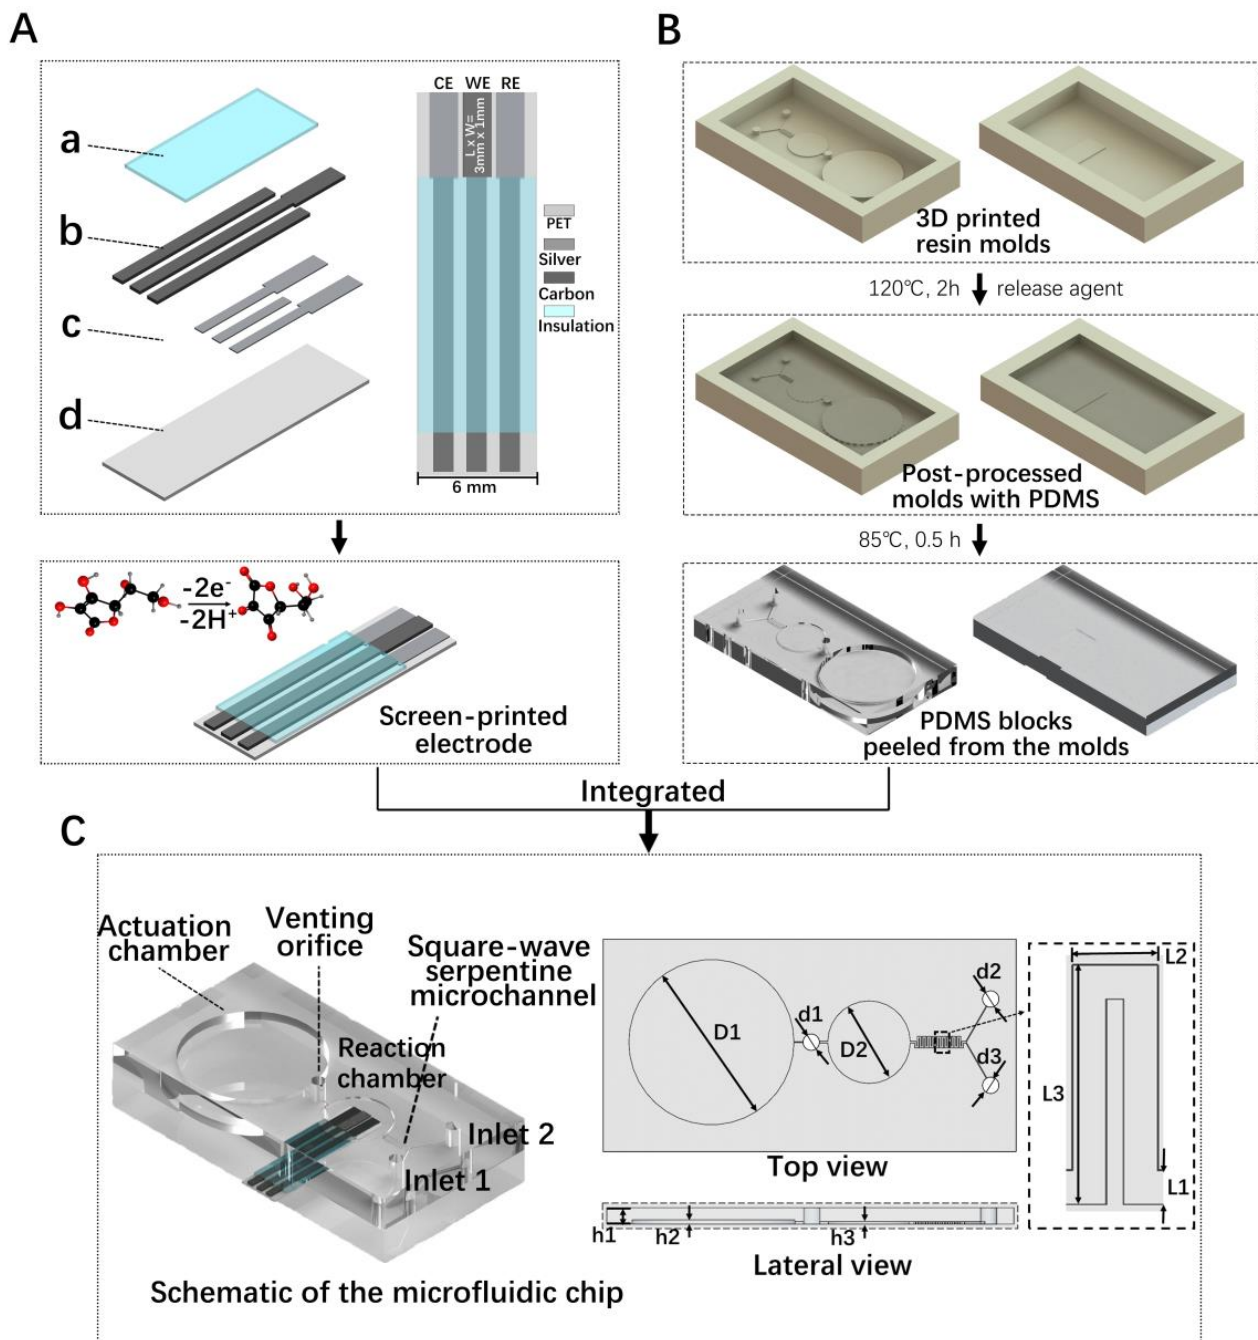 A
a
b
c
d
CE WE RE
L x W=
3mm x 1mm
PET
Silver
Carbon
Insulation
6 mm
-2e-
-2H+
Screen-printed
electrode
B
3D printed
resin molds
120℃, 2h release agent
Post-processed
molds with PDMS
85℃, 0.5 h
PDMS blocks
peeled from the molds
Integrated
C
Actuation
chamber
Venting
orifice
Square-wave
serpentine
microchannel
Reaction
chamber
Inlet 2
Inlet 1
Schematic of the microfluidic chip
D1
d1
D2
d2
d3
Top view
h1
h2
h3
Lateral view
L2
L3
L1